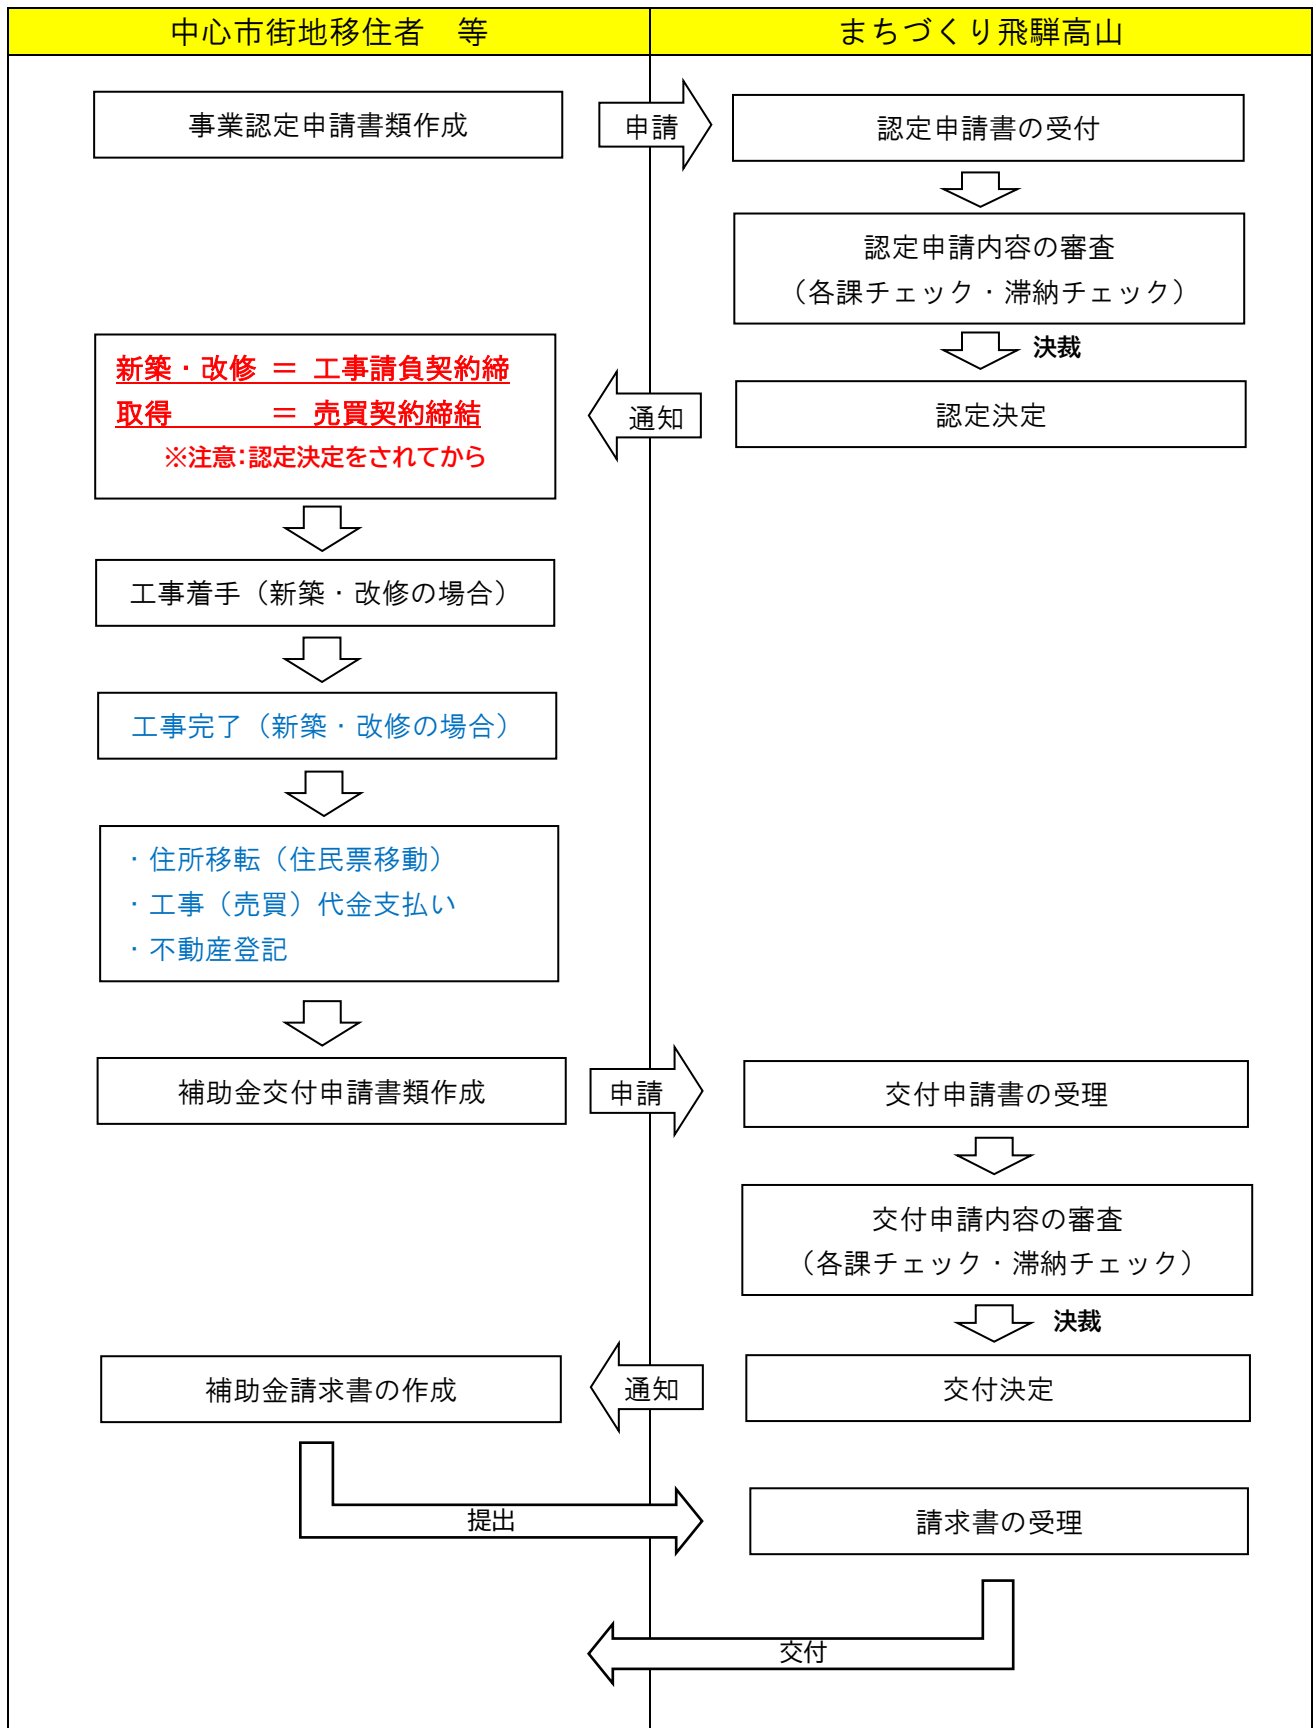 中心市街地移住者　等
まちづくり飛騨高山
事業認定申請書類作成
申請
認定申請書の受付
認定申請内容の審査
（各課チェック・滞納チェック）
決裁
新築・改修 ＝ 工事請負契約締
取得 ＝ 売買契約締結
※注意：認定決定をされてから
通知
認定決定
工事着手（新築・改修の場合）
工事完了（新築・改修の場合）
・住所移転（住民票移動）
・工事（売買）代金支払い
・不動産登記
補助金交付申請書類作成
申請
交付申請書の受理
交付申請内容の審査
（各課チェック・滞納チェック）
決裁
補助金請求書の作成
通知
交付決定
提出
請求書の受理
交付